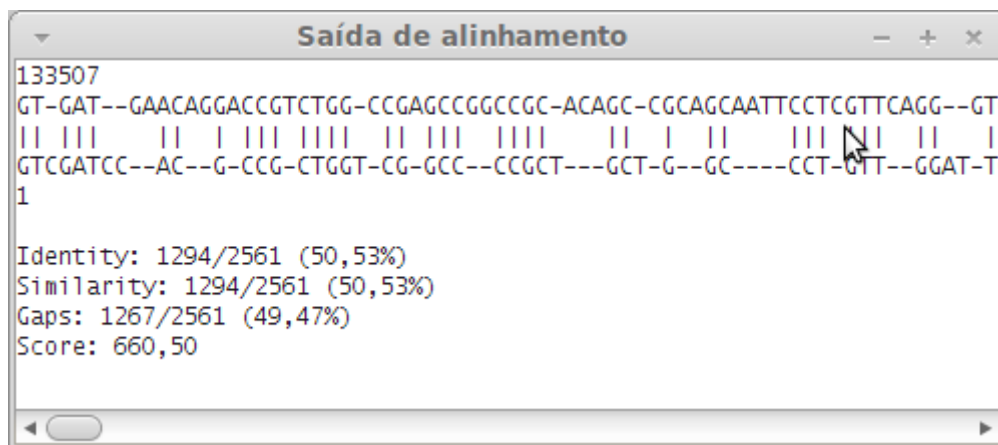 Saída de alinhamento
133507
GT-GAT--GAACAGGACCGTCTGG-CCGAGCCGGCCGC-ACAGC-CGCAGCAATTCCTCGTTCAGG--GT
|| |||    ||  | ||| ||||  || |||  ||||    ||  | ||     ||| |||  ||   |
GTCGATCC--AC--G-CCG-CTGGT-CG-GCC--CCGCT---GCT-G--GC----CCT-GTT--GGAT-T
1
Identity: 1294/2561 (50,53%)
Similarity: 1294/2561 (50,53%)
Gaps: 1267/2561 (49,47%)
Score: 660,50